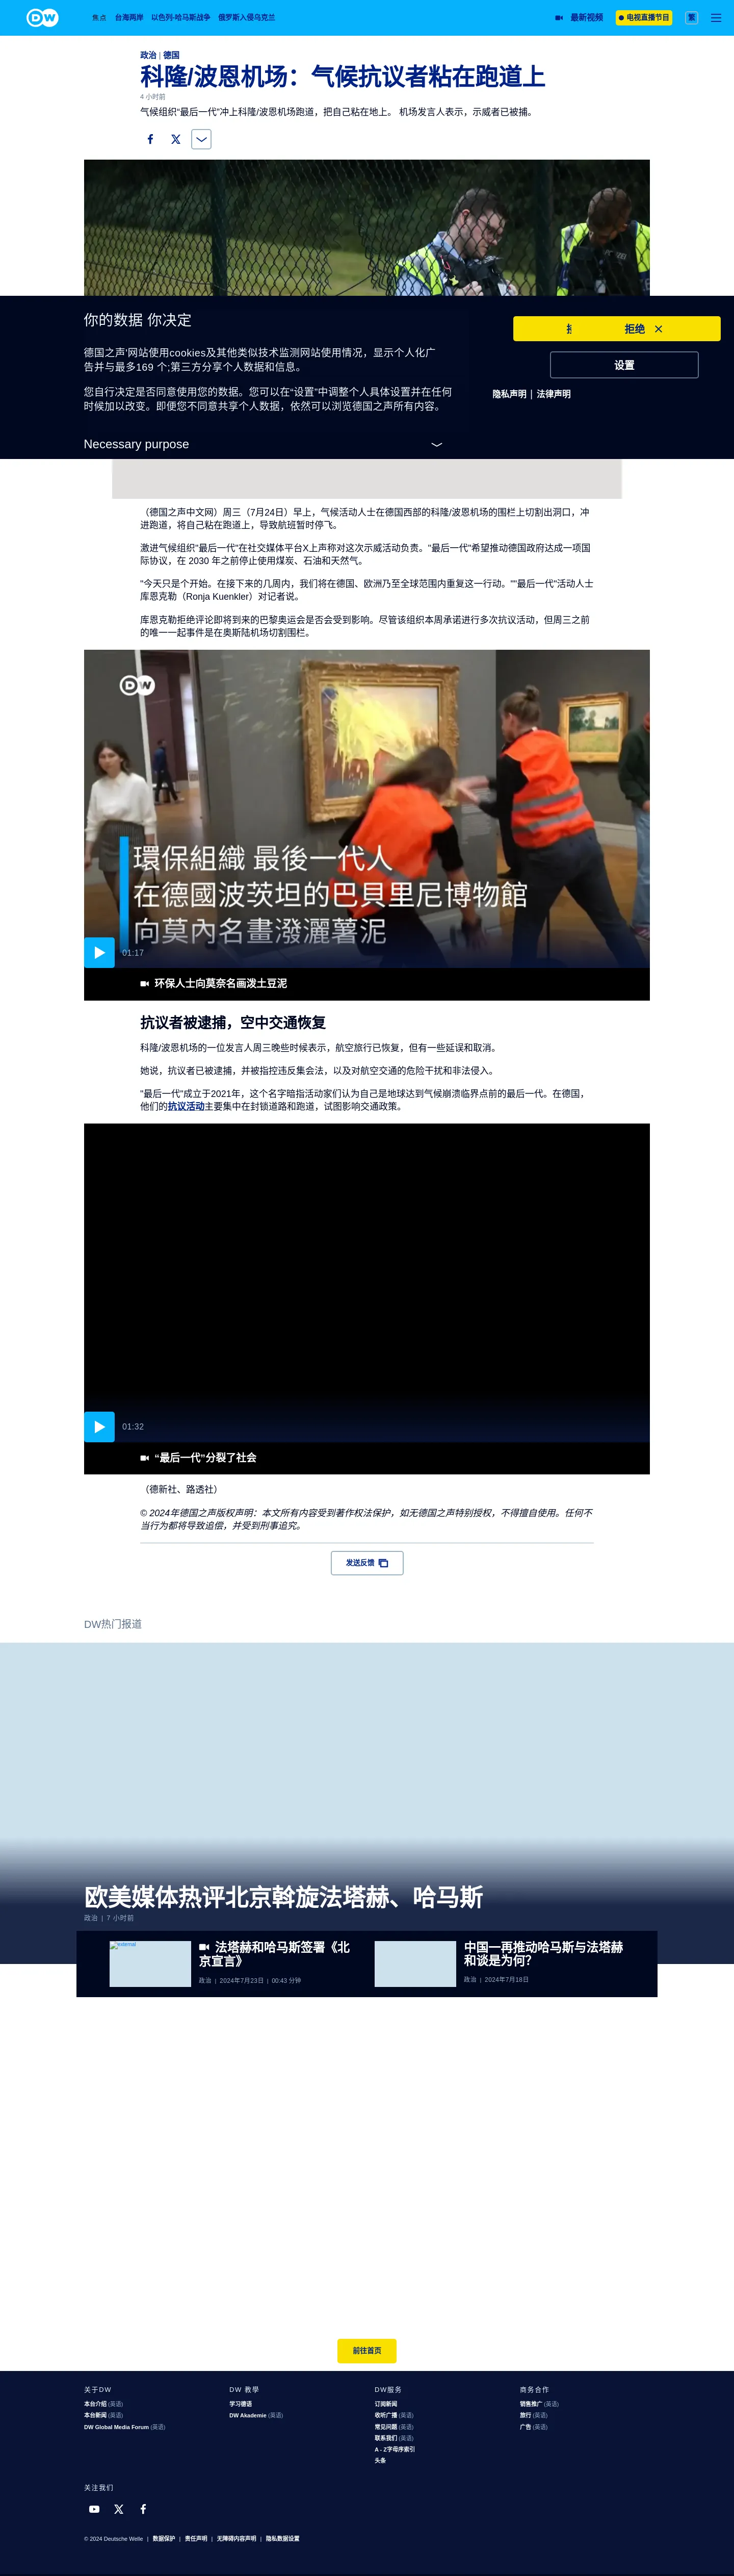 DW
焦点 台海两岸 以色列-哈马斯战争 俄罗斯入侵乌克兰 最新视频 电视直播节目 繁
政治 | 德国
科隆/波恩机场：气候抗议者粘在跑道上
4 小时前
气候组织“最后一代”冲上科隆/波恩机场跑道，把自己粘在地上。 机场发言人表示，示威者已被捕。
你的数据 你决定
德国之声'网站使用cookies及其他类似技术监测网站使用情况，显示个人化广
告并与最多169 个;第三方分享个人数据和信息。
您自行决定是否同意使用您的数据。您可以在“设置”中调整个人具体设置并在任何
时候加以改变。即便您不同意共享个人数据，依然可以浏览德国之声所有内容。
Necessary purpose
拒绝
设置
隐私声明 | 法律声明
（德国之声中文网）周三（7月24日）早上，气候活动人士在德国西部的科隆/波恩机场的围栏上切割出洞口，冲
进跑道，将自己粘在跑道上，导致航班暂时停飞。
激进气候组织"最后一代"在社交媒体平台X上声称对这次示威活动负责。"最后一代"希望推动德国政府达成一项国
际协议，在 2030 年之前停止使用煤炭、石油和天然气。
"今天只是个开始。在接下来的几周内，我们将在德国、欧洲乃至全球范围内重复这一行动。""最后一代"活动人士
库恩克勒（Ronja Kuenkler）对记者说。
库恩克勒拒绝评论即将到来的巴黎奥运会是否会受到影响。尽管该组织本周承诺进行多次抗议活动，但周三之前
的唯一一起事件是在奥斯陆机场切割围栏。
DW
環保組織 最後一代人
在德國波茨坦的巴貝里尼博物館
向莫內名畫潑灑薯泥
01:17
环保人士向莫奈名画泼土豆泥
抗议者被逮捕，空中交通恢复
科隆/波恩机场的一位发言人周三晚些时候表示，航空旅行已恢复，但有一些延误和取消。
她说，抗议者已被逮捕，并被指控违反集会法，以及对航空交通的危险干扰和非法侵入。
"最后一代"成立于2021年，这个名字暗指活动家们认为自己是地球达到气候崩溃临界点前的最后一代。在德国，
他们的抗议活动主要集中在封锁道路和跑道，试图影响交通政策。
01:32
“最后一代”分裂了社会
（德新社、路透社）
© 2024年德国之声版权声明：本文所有内容受到著作权法保护，如无德国之声特别授权，不得擅自使用。任何不
当行为都将导致追偿，并受到刑事追究。
发送反馈
DW热门报道
欧美媒体热评北京斡旋法塔赫、哈马斯
政治 | 7 小时前
external
法塔赫和哈马斯签署《北
京宣言》
政治 | 2024年7月23日 | 00:43 分钟
中国一再推动哈马斯与法塔赫
和谈是为何？
政治 | 2024年7月18日
前往首页
关于DW
本台介绍 (英语)
本台新闻 (英语)
DW Global Media Forum (英语)
DW 教學
学习德语
DW Akademie (英语)
DW服务
订阅新闻
收听广播 (英语)
常见问题 (英语)
联系我们 (英语)
A - Z字母序索引
头条
商务合作
销售推广 (英语)
旅行 (英语)
广告 (英语)
关注我们
© 2024 Deutsche Welle | 数据保护 | 责任声明 | 无障碍内容声明 | 隐私数据设置